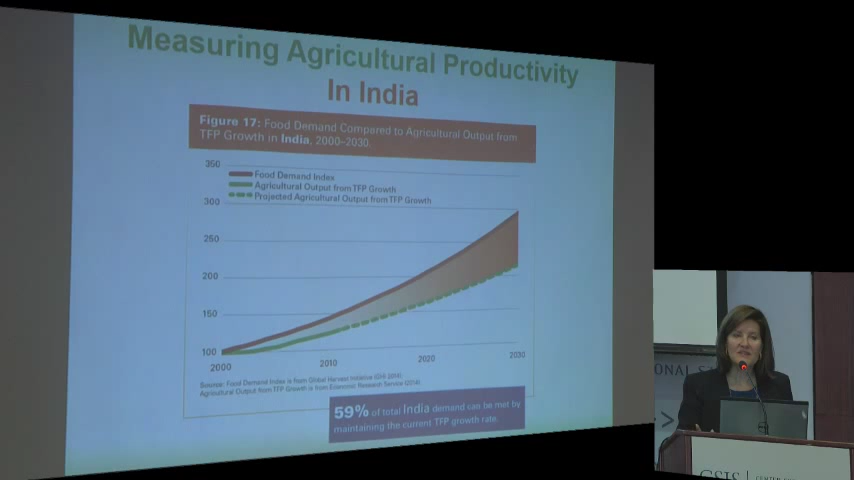 Measuring Agricultural Productivity
In India
Figure 17: Food Demand Compared to Agricultural Output from
TFP Growth in India, 2000–2030.
350
Food Demand Index
Agricultural Output from TFP Growth
Projected Agricultural Output from TFP Growth
300
250
200
150
100
2000
2010
2020
2030
Source: Food Demand Index is from Global Harvest Initiative (GHI 2014).
Agricultural Output from TFP Growth is from Economic Research Service (2014).
59% of total India demand can be met by
maintaining the current TFP growth rate.
ONAL
CSIS